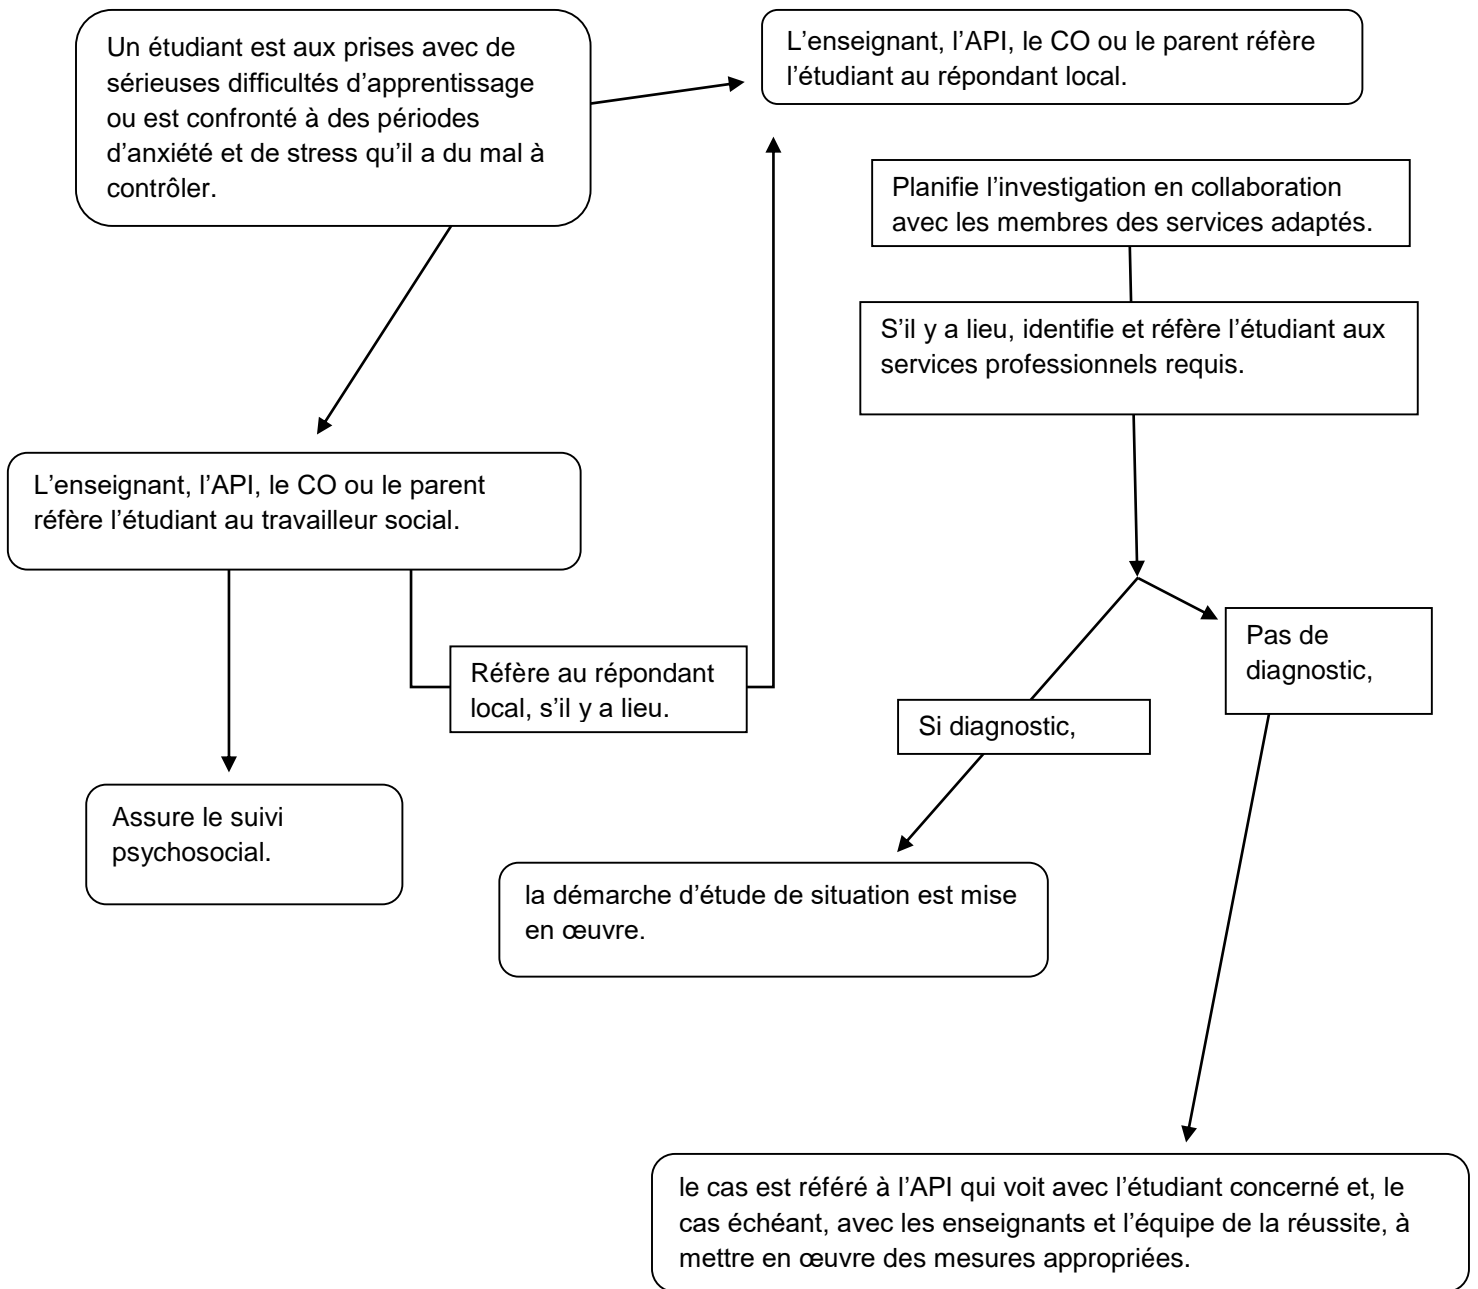 Un étudiant est aux prises avec de
sérieuses difficultés d’apprentissage
ou est confronté à des périodes
d’anxiété et de stress qu’il a du mal à
contrôler.
L’enseignant, l’API, le CO ou le parent réfère
l’étudiant au répondant local.
Planifie l’investigation en collaboration
avec les membres des services adaptés.
S’il y a lieu, identifie et réfère l’étudiant aux
services professionnels requis.
L’enseignant, l’API, le CO ou le parent
réfère l’étudiant au travailleur social.
Réfère au répondant
local, s’il y a lieu.
Pas de
diagnostic,
Si diagnostic,
Assure le suivi
psychosocial.
la démarche d’étude de situation est mise
en œuvre.
le cas est référé à l’API qui voit avec l’étudiant concerné et, le
cas échéant, avec les enseignants et l’équipe de la réussite, à
mettre en œuvre des mesures appropriées.